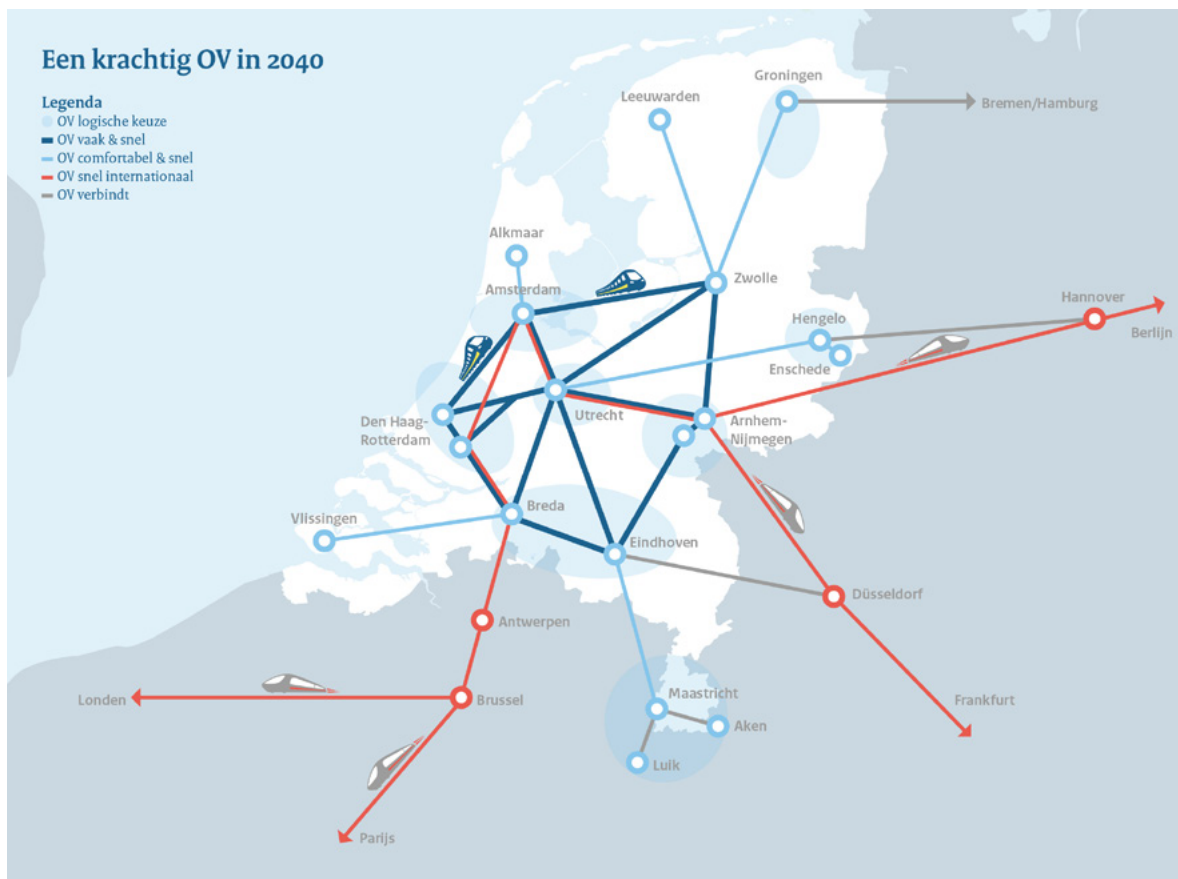 Een krachtig OV in 2040
Legenda
OV logische keuze
OV vaak & snel
OV comfortabel & snel
OV snel internationaal
OV verbindt
Groningen
Leeuwarden
Bremen/Hamburg
Alkmaar
Zwolle
Amsterdam
Hannover
Hengelo
Berlijn
Enschede
Utrecht
Den Haag-
Rotterdam
Arnhem-
Nijmegen
Breda
Vlissingen
Eindhoven
Düsseldorf
Antwerpen
Maastricht
Londen
Brussel
Frankfurt
Aken
Luik
Parijs